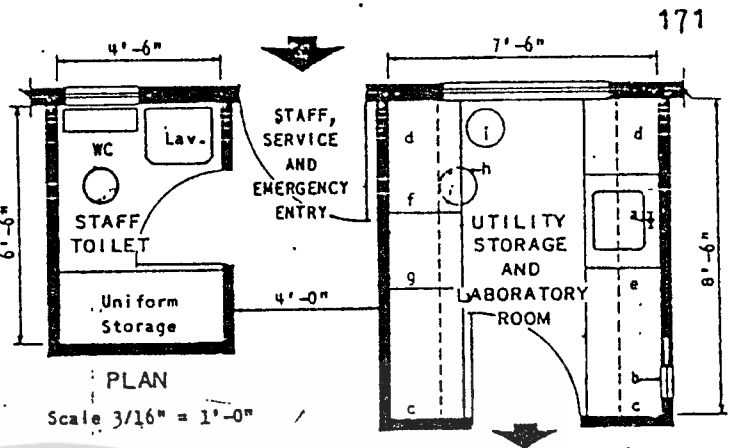 171
4'-6"
7'-6"
WC
Lav.
STAFF
TOILET
6'-6"
Uniform
Storage
STAFF,
SERVICE
AND
EMERGENCY
ENTRY
4'-0"
d
f
g
c
i
h
i
UTILITY
STORAGE
AND
LABORATORY
ROOM
d
a
e
b
c
8'-6"
PLAN
Scale 3/16" = 1'-0"